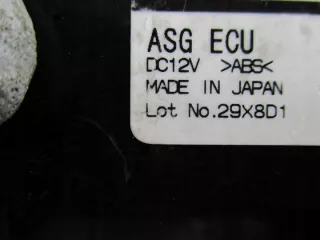 ASG ECU
DC12V >ABS<
MADE IN JAPAN
Lot No.29X8D1